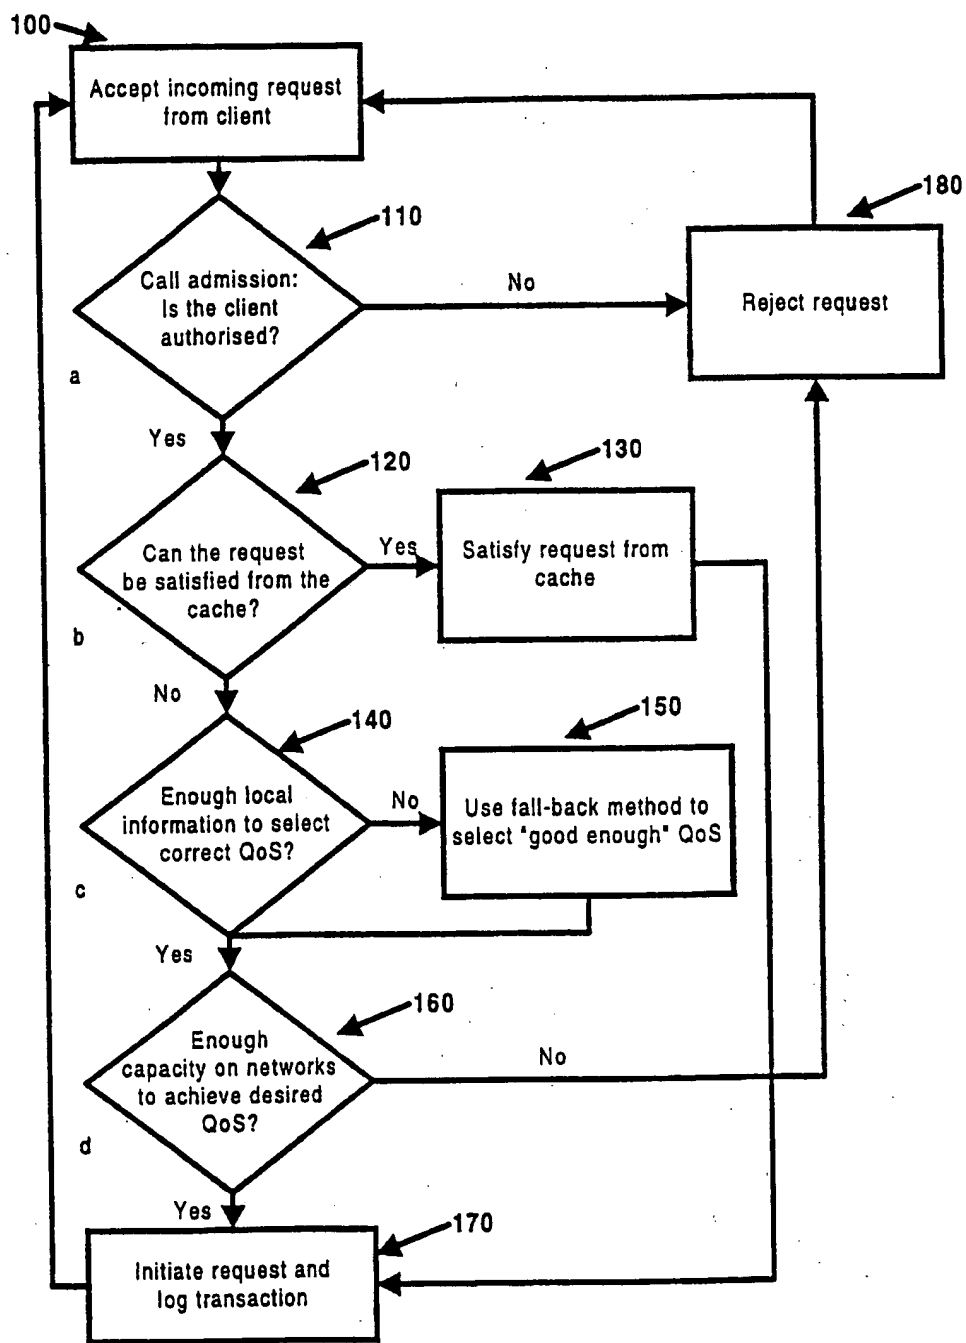 100
Accept incoming request
from client
110
180
Call admission:
Is the client
authorised?
No
Reject request
a
Yes
120
130
Can the request
be satisfied from the
cache?
Yes
Satisfy request from
cache
b
No
140
150
Enough local
information to select
correct QoS?
No
Use fall-back method to
select "good enough" QoS
c
Yes
160
Enough
capacity on networks
to achieve desired
QoS?
No
d
Yes
170
Initiate request and
log transaction